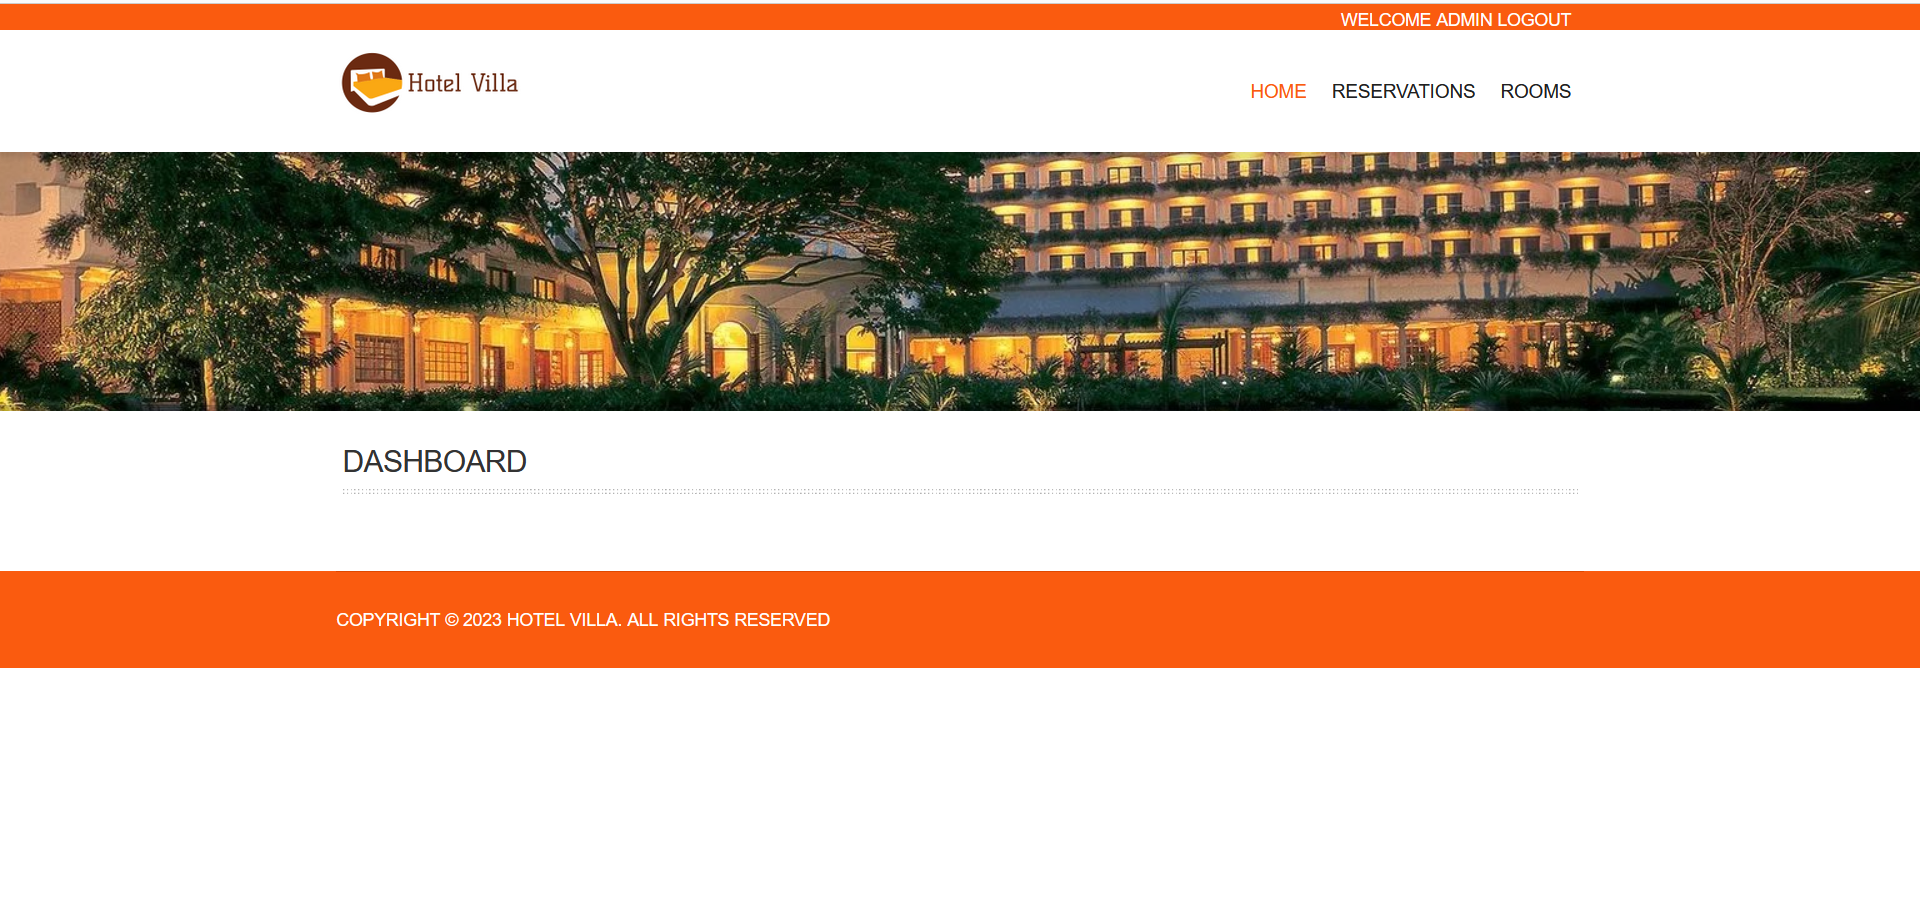 WELCOME ADMIN LOGOUT
Hotel Villa
HOME RESERVATIONS ROOMS
DASHBOARD
COPYRIGHT © 2023 HOTEL VILLA. ALL RIGHTS RESERVED